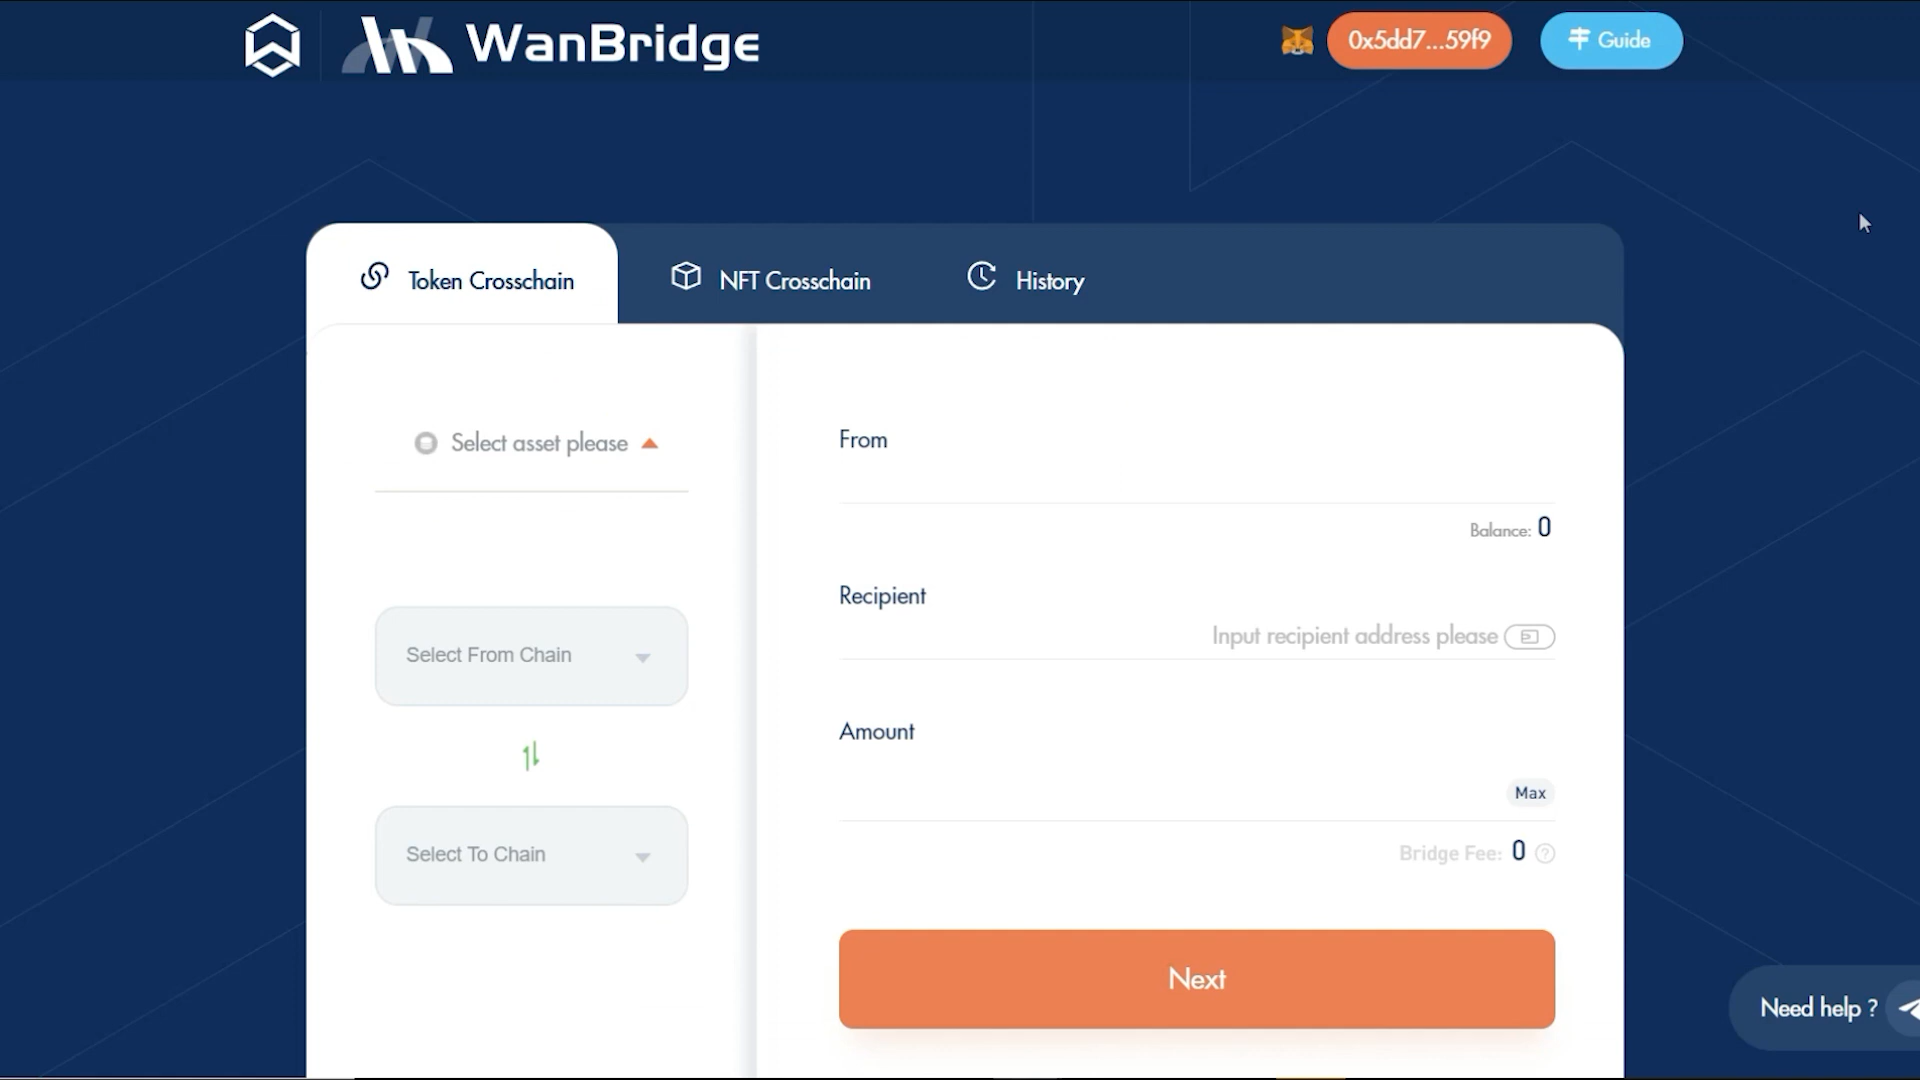 WanBridge
0x5dd7...59f9
Guide
Token Crosschain
NFT Crosschain
History
Select asset please
Select From Chain
Select To Chain
From
Balance: 0
Recipient
Input recipient address please
Amount
Max
Bridge Fee: 0 ?
Next
Need help ?